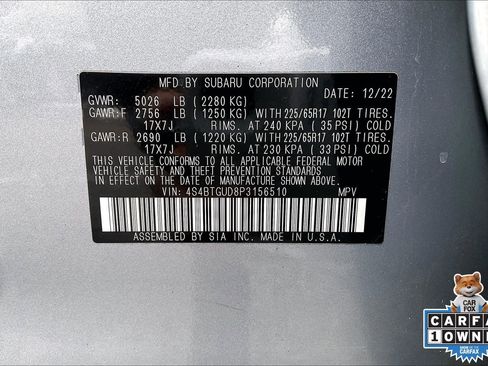 MFD BY SUBARU CORPORATION 12/22
GVWR: 5026 LB (2280 KG)
GAWR:F 2756 LB (1250 KG) WITH 225/65R17 102T TIRES.
17X7J RIMS. AT 240 KPA (35 PSI) COLD
GAWR:R 2690 LB (1220 KG) WITH 225/65R17 102T TIRES.
17X7J RIMS. AT 230 KPA (33 PSI) COLD
THIS VEHICLE CONFORMS TO ALL APPLICABLE FEDERAL MOTOR
VEHICLE SAFETY AND THEFT PREVENTION STANDARDS
IN EFFECT ON THE DATE OF MANUFACTURE SHOWN ABOVE.
VIN: 4S4BTGUD8P3156510 MPV
ASSEMBLED BY SIA INC. MADE IN U.S.A.
CAR
FOX
CARFA
1 OWNE
CARFAX